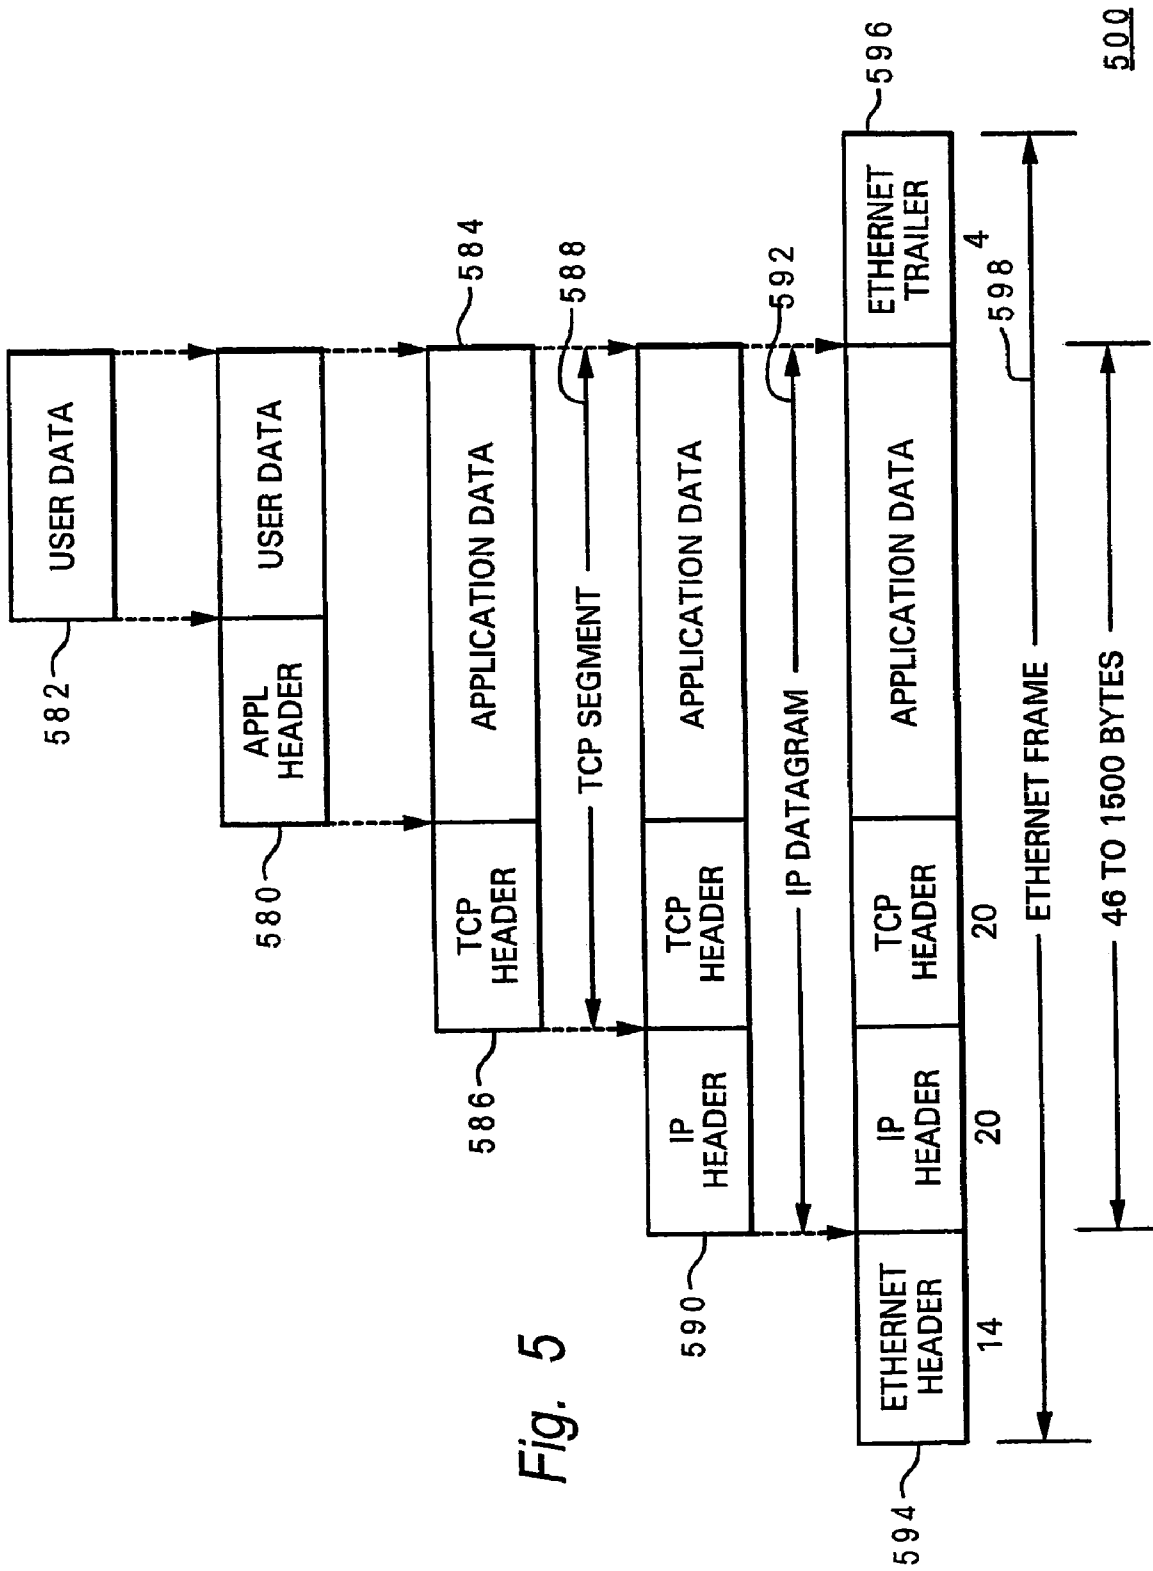 USER DATA
582
APPL
HEADER
USER DATA
580
TCP
HEADER
APPLICATION DATA
584
586
TCP SEGMENT
588
IP
HEADER
TCP
HEADER
APPLICATION DATA
590
IP DATAGRAM
592
ETHERNET
HEADER
IP
HEADER
TCP
HEADER
APPLICATION DATA
ETHERNET
TRAILER
596
594
14
20
20
4
ETHERNET FRAME
598
46 TO 1500 BYTES
Fig. 5
500